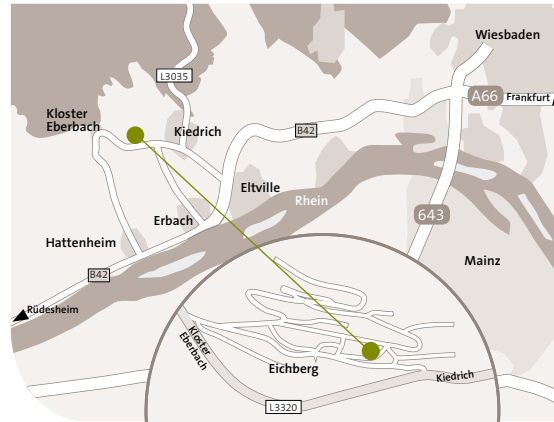 Wiesbaden
L3035
A66
Frankfurt
Kloster
Eberbach
Kiedrich
B42
Eltville
Rhein
643
Erbach
Hattenheim
Mainz
B42
Rüdesheim
Kloster
Eberbach
Eichberg
Kiedrich
L3320